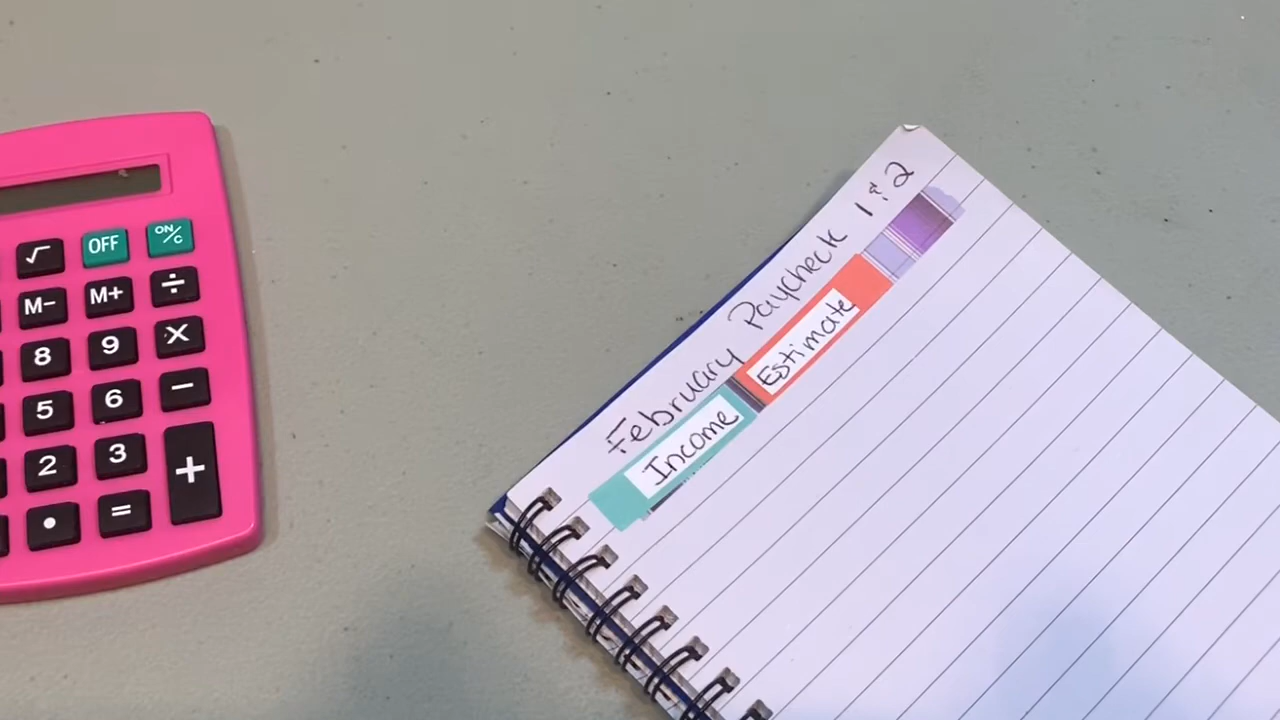 February Paycheck 1 & 2
Income Estimate
√ OFF ON/C
M- M+ ÷
8 9 X
5 6 −
2 3 +
• =